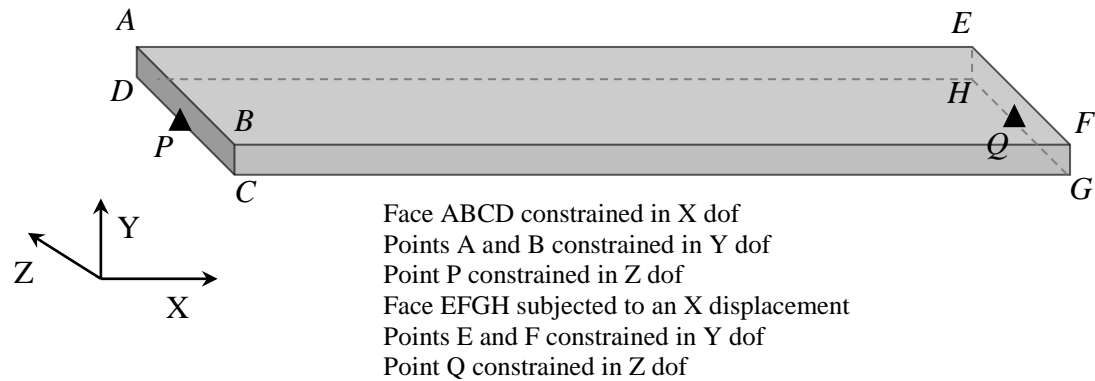 A
E
D
H
B
F
P
Q
C
G
Y
Z
X
Face ABCD constrained in X dof
Points A and B constrained in Y dof
Point P constrained in Z dof
Face EFGH subjected to an X displacement
Points E and F constrained in Y dof
Point Q constrained in Z dof